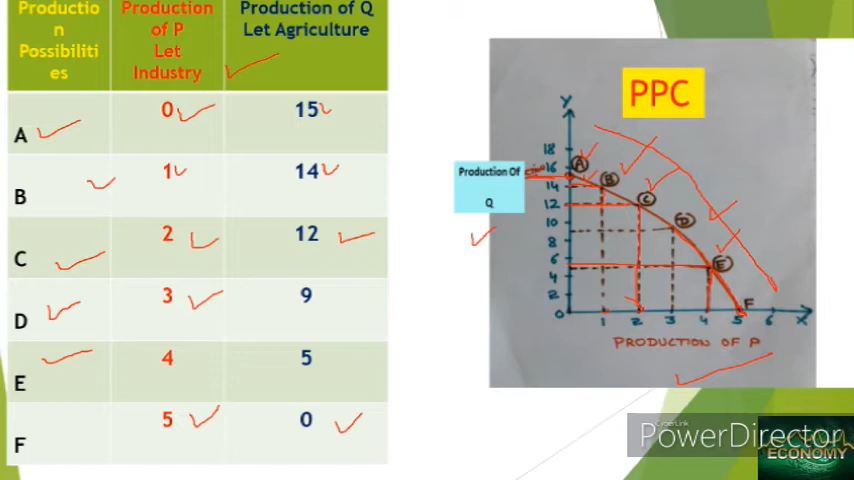 Productio
n
Possibiliti
es
Production
of P
Let
Industry
Production of Q
Let Agriculture
A
0
15
B
1
14
C
2
12
D
3
9
E
4
5
F
5
0
PPC
Production Of
Q
Y
18
16
14
12
10
8
6
4
2
0
A
B
C
D
E
F
1 2 3 4 5 6 X
PRODUCTION OF P
CyberLink
PowerDirector
ECONOMY